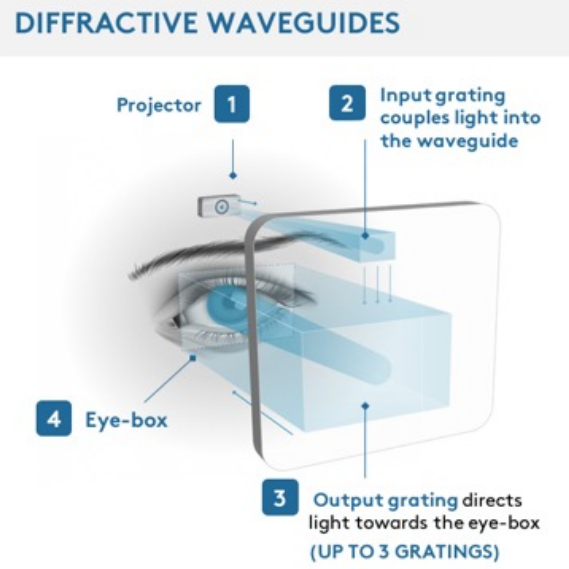 DIFFRACTIVE WAVEGUIDES
Projector 1
2 Input grating
couples light into
the waveguide
4 Eye-box
3 Output grating directs
light towards the eye-box
(UP TO 3 GRATINGS)